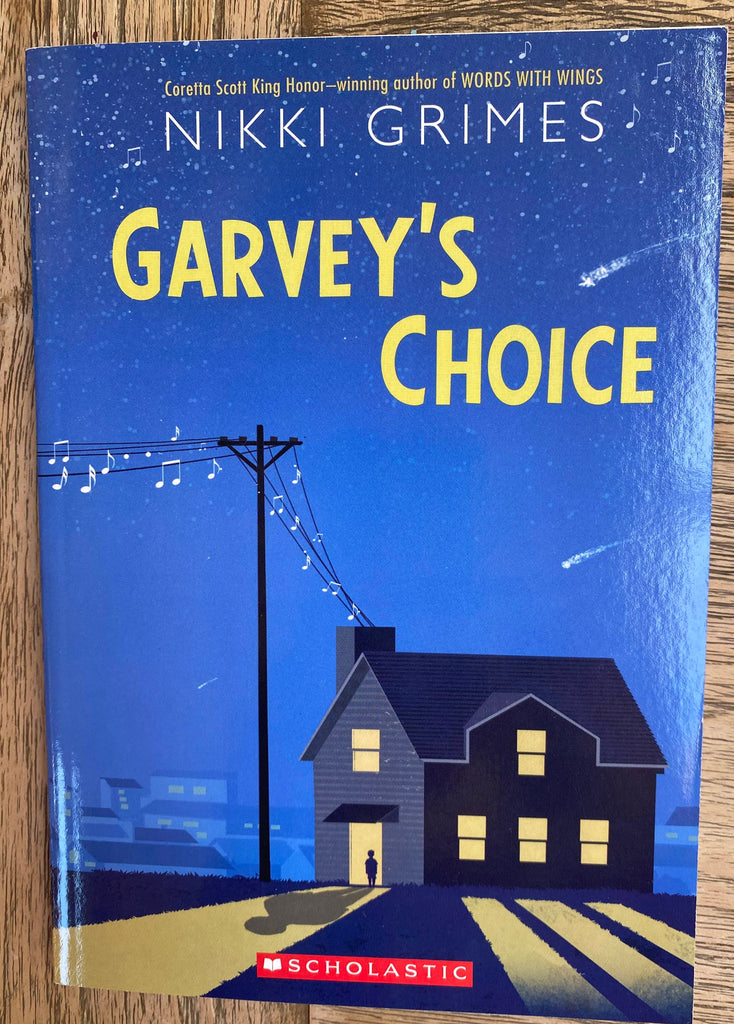 Coretta Scott King Honor–winning author of WORDS WITH WINGS
NIKKI GRIMES
GARVEY'S
CHOICE
SCHOLASTIC